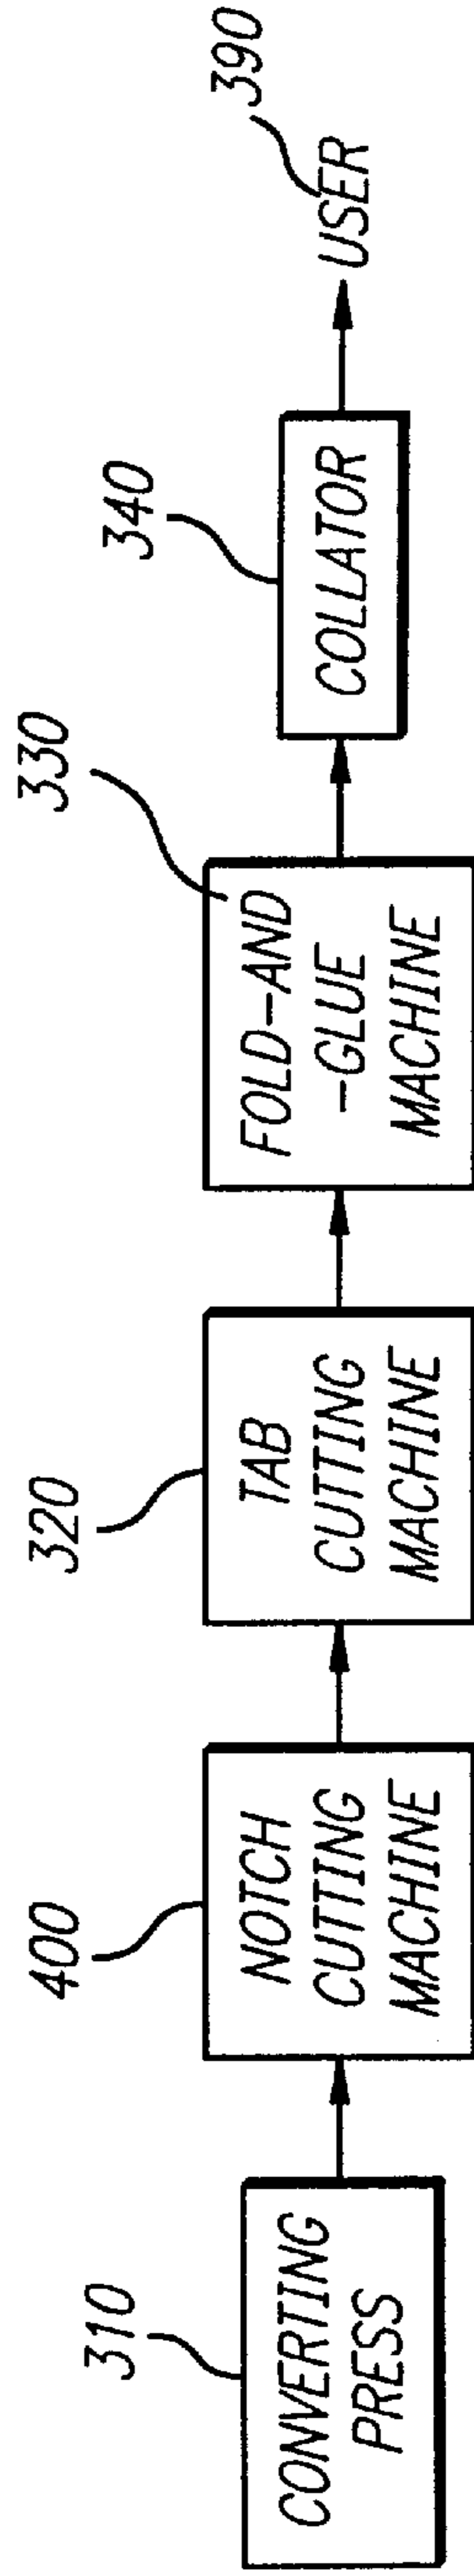 310
CONVERTING
PRESS
400
NOTCH
CUTTING
MACHINE
320
TAB
CUTTING
MACHINE
330
FOLD-AND
-GLUE
MACHINE
340
COLLATOR
390
USER